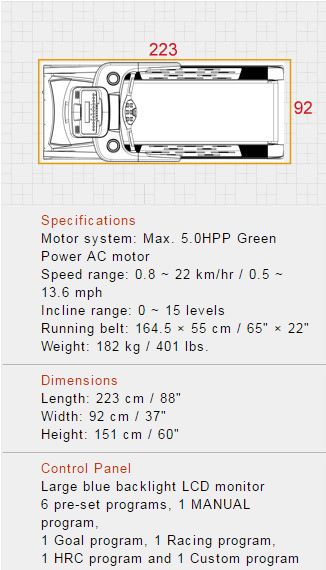 223
92
Specifications
Motor system: Max. 5.0HPP Green
Power AC motor
Speed range: 0.8 ~ 22 km/hr / 0.5 ~
13.6 mph
Incline range: 0 ~ 15 levels
Running belt: 164.5 × 55 cm / 65" × 22"
Weight: 182 kg / 401 lbs.
Dimensions
Length: 223 cm / 88"
Width: 92 cm / 37"
Height: 151 cm / 60"
Control Panel
Large blue backlight LCD monitor
6 pre-set programs, 1 MANUAL
program,
1 Goal program, 1 Racing program,
1 HRC program and 1 Custom program